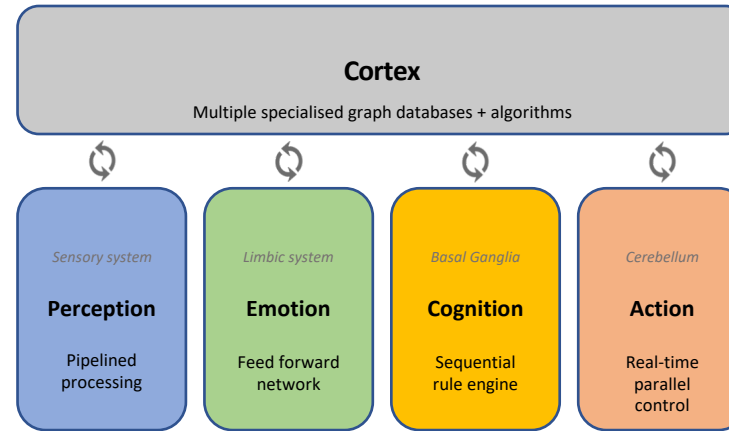 Cortex
Multiple specialised graph databases + algorithms
Sensory system
Perception
Pipelined
processing
Limbic system
Emotion
Feed forward
network
Basal Ganglia
Cognition
Sequential
rule engine
Cerebellum
Action
Real-time
parallel
control